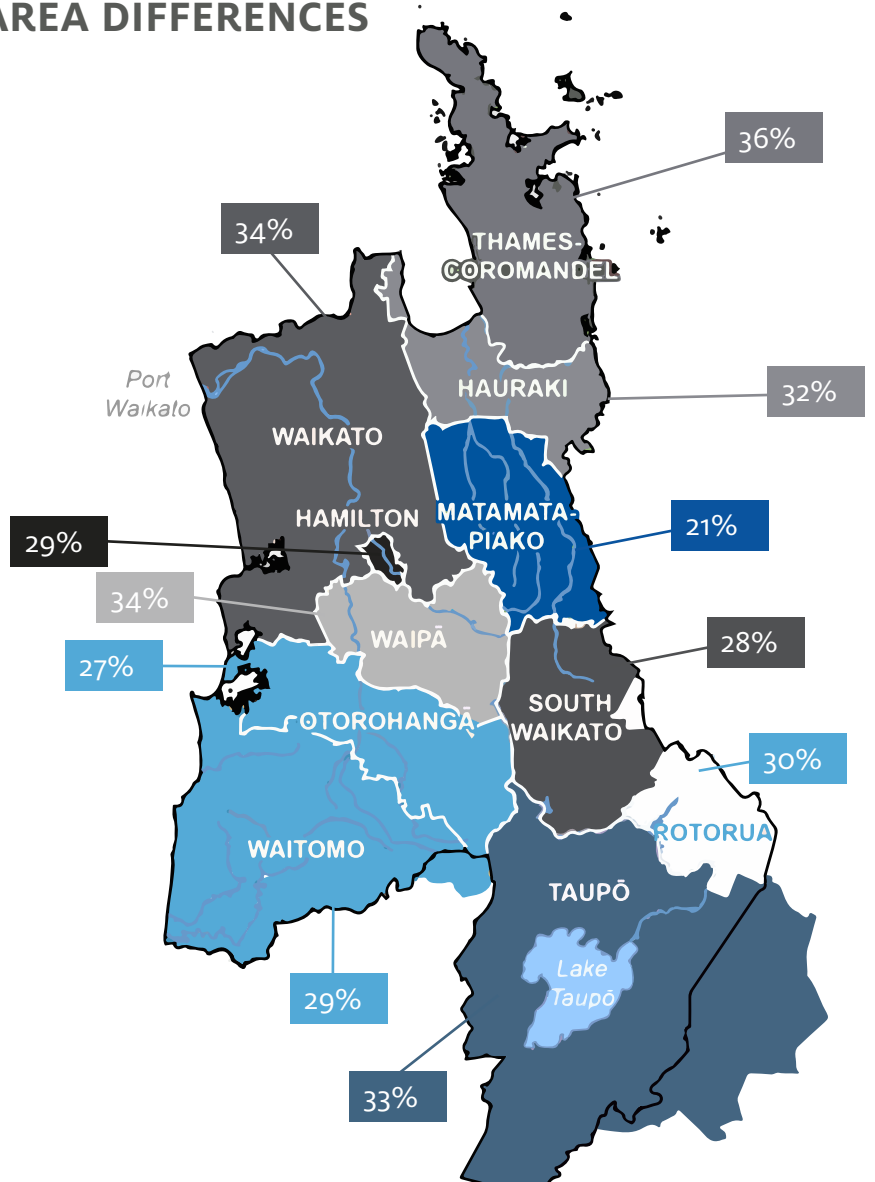 AREA DIFFERENCES
36%
34%
THAMES-
COROMANDEL
Port
Waikato
HAURAKI
32%
WAIKATO
HAMILTON
MATAMATA-
PIAKO
21%
29%
34%
WAIPĀ
28%
27%
SOUTH
WAIKATO
OTOROHANGĀ
30%
ROTORUA
WAITOMO
TAUPŌ
Lake
Taupō
29%
33%